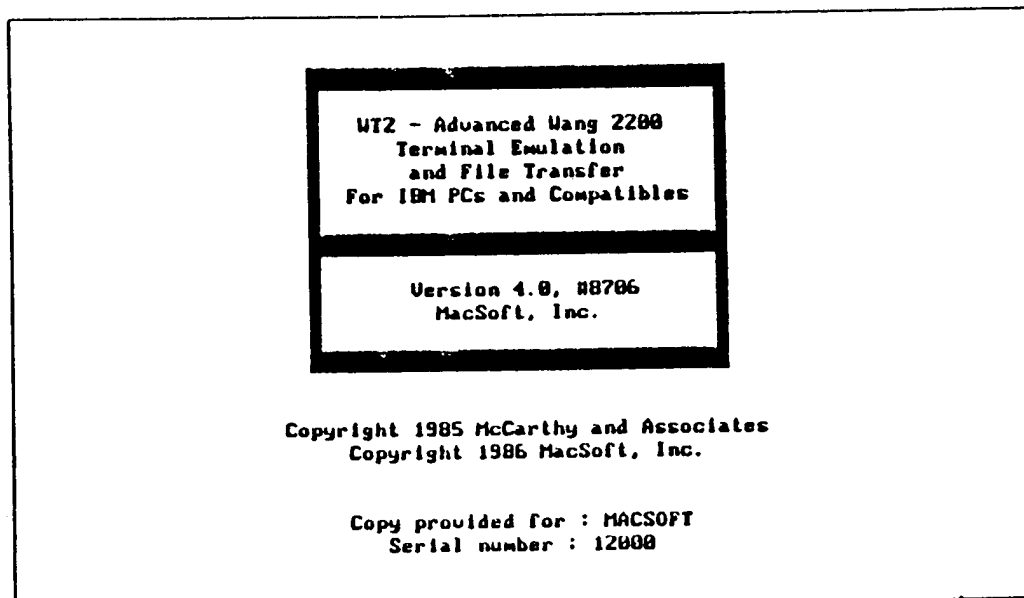 WT2 - Advanced Wang 2200
Terminal Emulation
and File Transfer
For IBM PCs and Compatibles
Version 4.0, #8706
MacSoft, Inc.
Copyright 1985 McCarthy and Associates
Copyright 1986 MacSoft, Inc.
Copy provided for : MACSOFT
Serial number : 12000